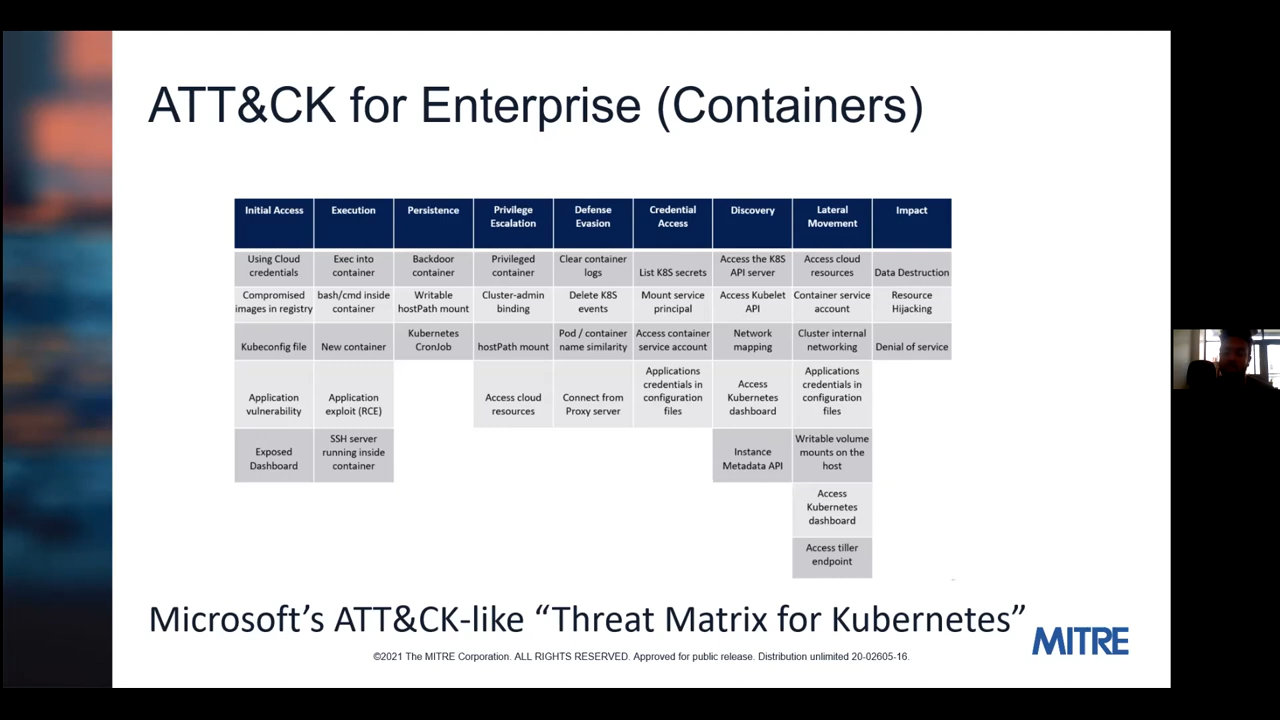 ATT&CK for Enterprise (Containers)
Initial Access Execution Persistence Privilege Escalation Defense Evasion Credential Access Discovery Lateral Movement Impact
Using Cloud credentials Exec into container Backdoor container Privileged container Clear container logs List K8S secrets Access the K8S API server Access cloud resources Data Destruction
Compromised images in registry bash/cmd inside container Writable hostPath mount Cluster-admin binding Delete K8S events Mount service principal Access Kubelet API Container service account Resource Hijacking
Kubeconfig file New container Kubernetes CronJob hostPath mount Pod / container name similarity Access container service account Network mapping Cluster internal networking Denial of service
Application vulnerability Application exploit (RCE) Access cloud resources Connect from Proxy server Applications credentials in configuration files Access Kubernetes dashboard Applications credentials in configuration files
Exposed Dashboard SSH server running inside container Instance Metadata API Writable volume mounts on the host
Access Kubernetes dashboard
Access tiller endpoint
Microsoft's ATT&CK-like “Threat Matrix for Kubernetes”
MITRE
©2021 The MITRE Corporation. ALL RIGHTS RESERVED. Approved for public release. Distribution unlimited 20-02605-16.